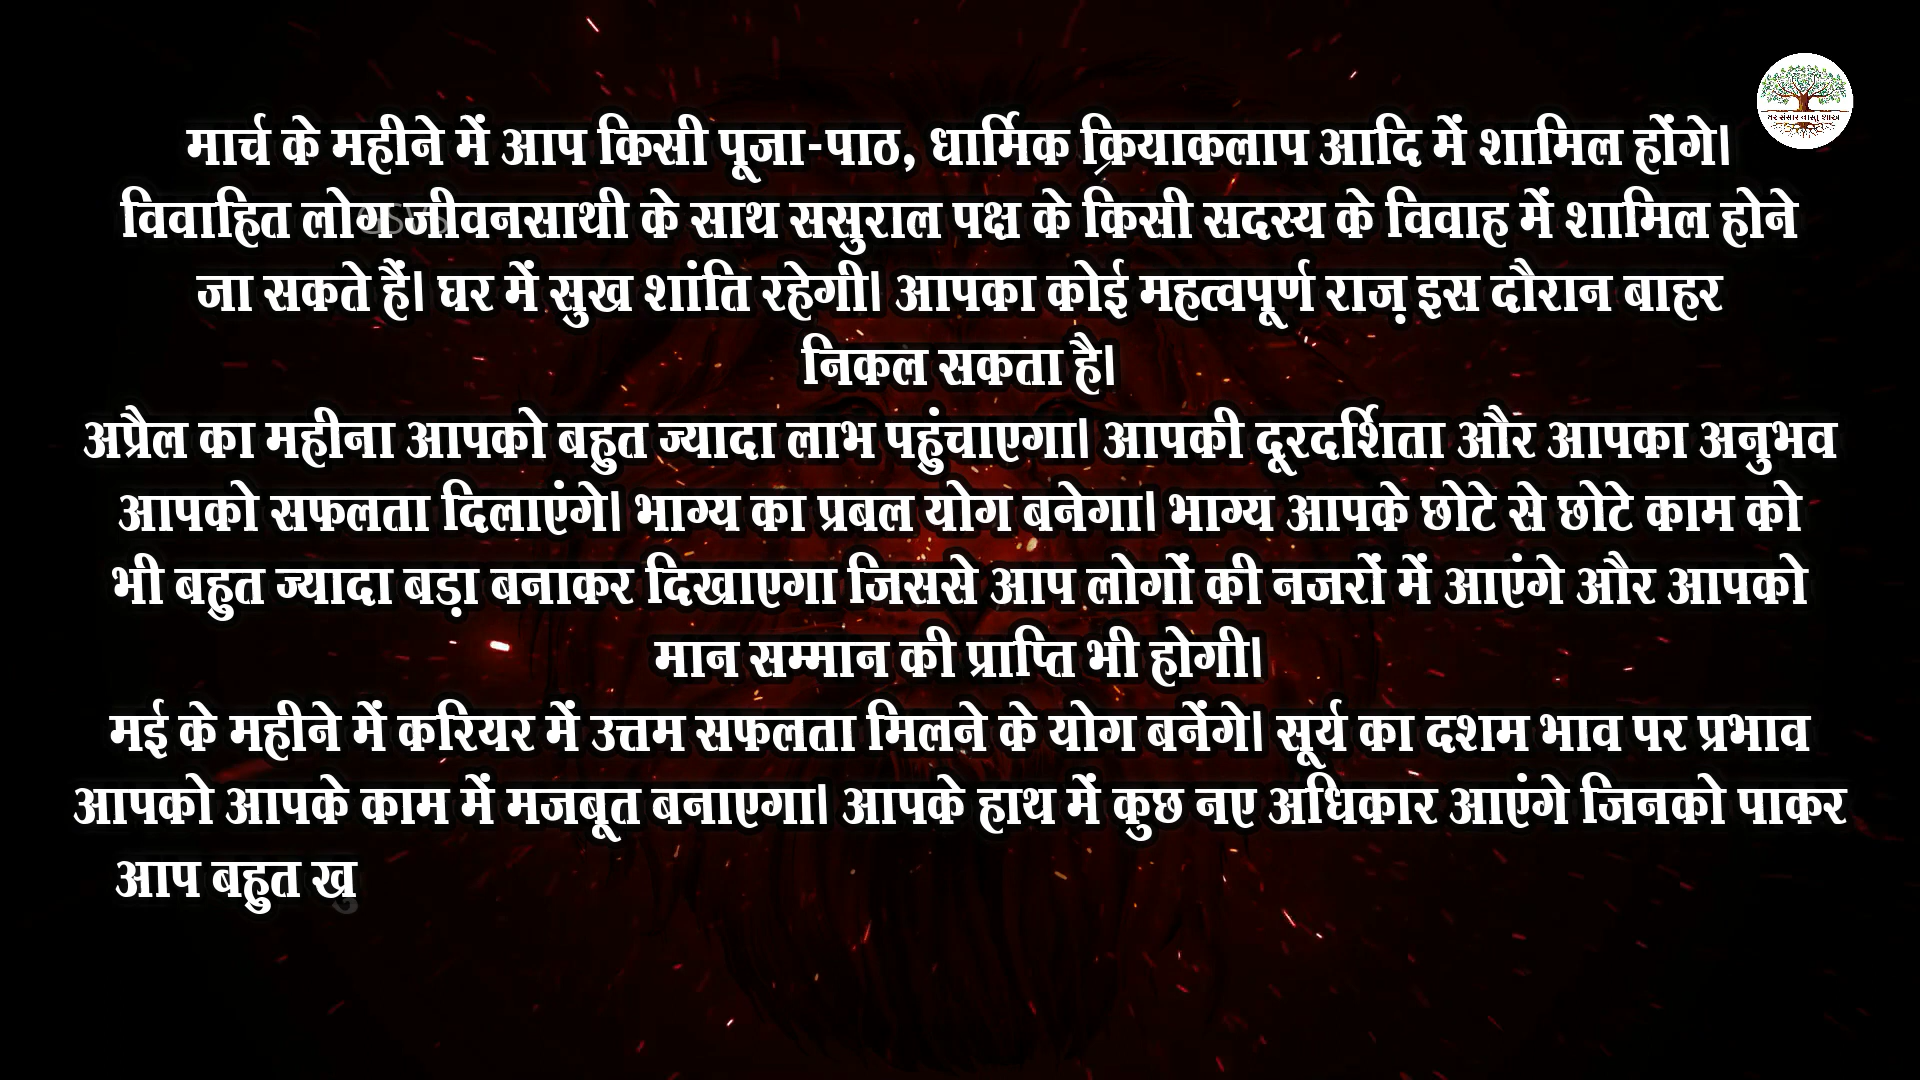 मार्च के महीने में आप किसी पूजा-पाठ, धार्मिक क्रियाकलाप आदि में शामिल होंगे।
विवाहित लोग जीवनसाथी के साथ ससुराल पक्ष के किसी सदस्य के विवाह में शामिल होने
जा सकते हैं। घर में सुख शांति रहेगी। आपका कोई महत्वपूर्ण राज़ इस दौरान बाहर
निकल सकता है।
अप्रैल का महीना आपको बहुत ज्यादा लाभ पहुंचाएगा। आपकी दूरदर्शिता और आपका अनुभव
आपको सफलता दिलाएंगे। भाग्य का प्रबल योग बनेगा। भाग्य आपके छोटे से छोटे काम को
भी बहुत ज्यादा बड़ा बनाकर दिखाएगा जिससे आप लोगों की नजरों में आएंगे और आपको
मान सम्मान की प्राप्ति भी होगी।
मई के महीने में करियर में उत्तम सफलता मिलने के योग बनेंगे। सूर्य का दशम भाव पर प्रभाव
आपको आपके काम में मजबूत बनाएगा। आपके हाथ में कुछ नए अधिकार आएंगे जिनको पाकर
आप बहुत खु
घर संसार वास्तु शास्त्र